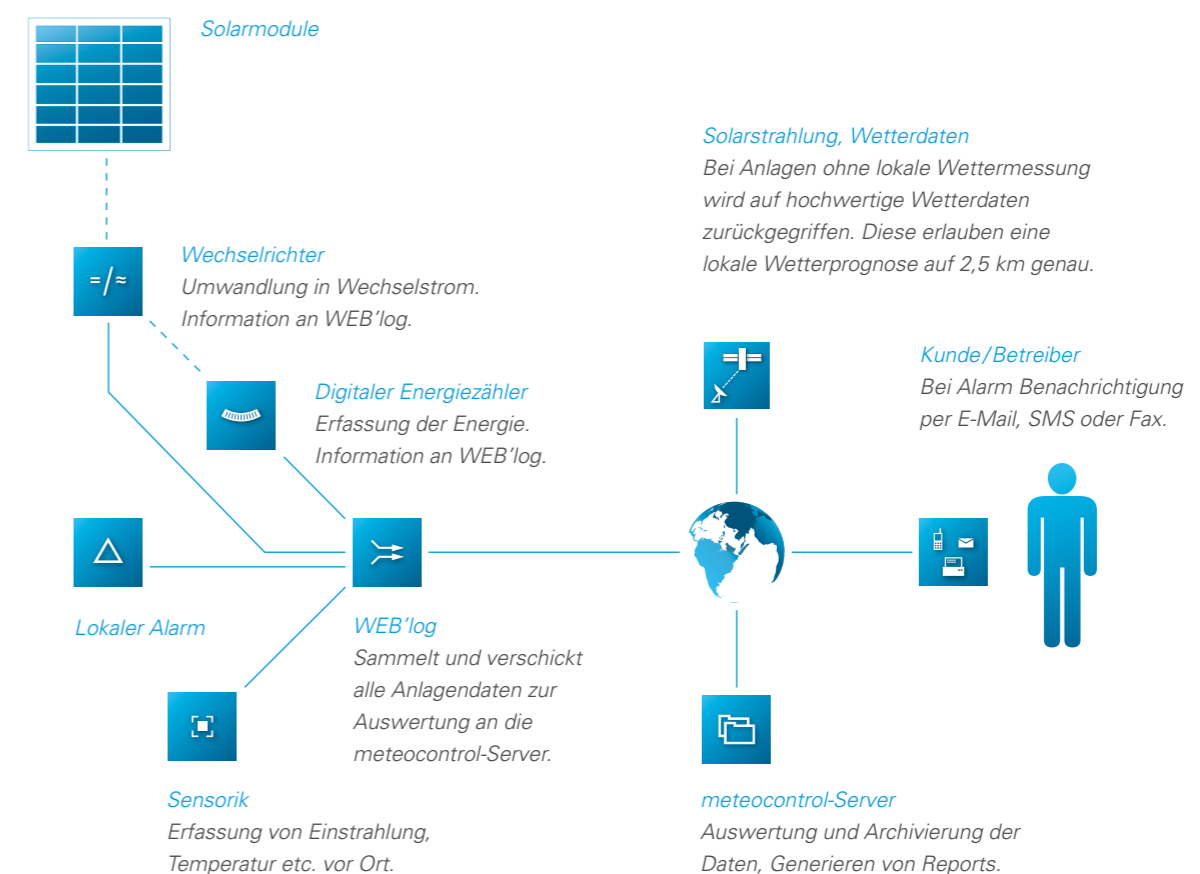 Solarmodule
Solarstrahlung, Wetterdaten
Bei Anlagen ohne lokale Wettermessung
wird auf hochwertige Wetterdaten
zurückgegriffen. Diese erlauben eine
lokale Wetterprognose auf 2,5 km genau.
Wechselrichter
Umwandlung in Wechselstrom.
Information an WEB’log.
=/≈
Kunde/Betreiber
Bei Alarm Benachrichtigung
per E-Mail, SMS oder Fax.
Digitaler Energiezähler
Erfassung der Energie.
Information an WEB’log.
Lokaler Alarm
WEB’log
Sammelt und verschickt
alle Anlagendaten zur
Auswertung an die
meteocontrol-Server.
Sensorik
Erfassung von Einstrahlung,
Temperatur etc. vor Ort.
meteocontrol-Server
Auswertung und Archivierung der
Daten, Generieren von Reports.